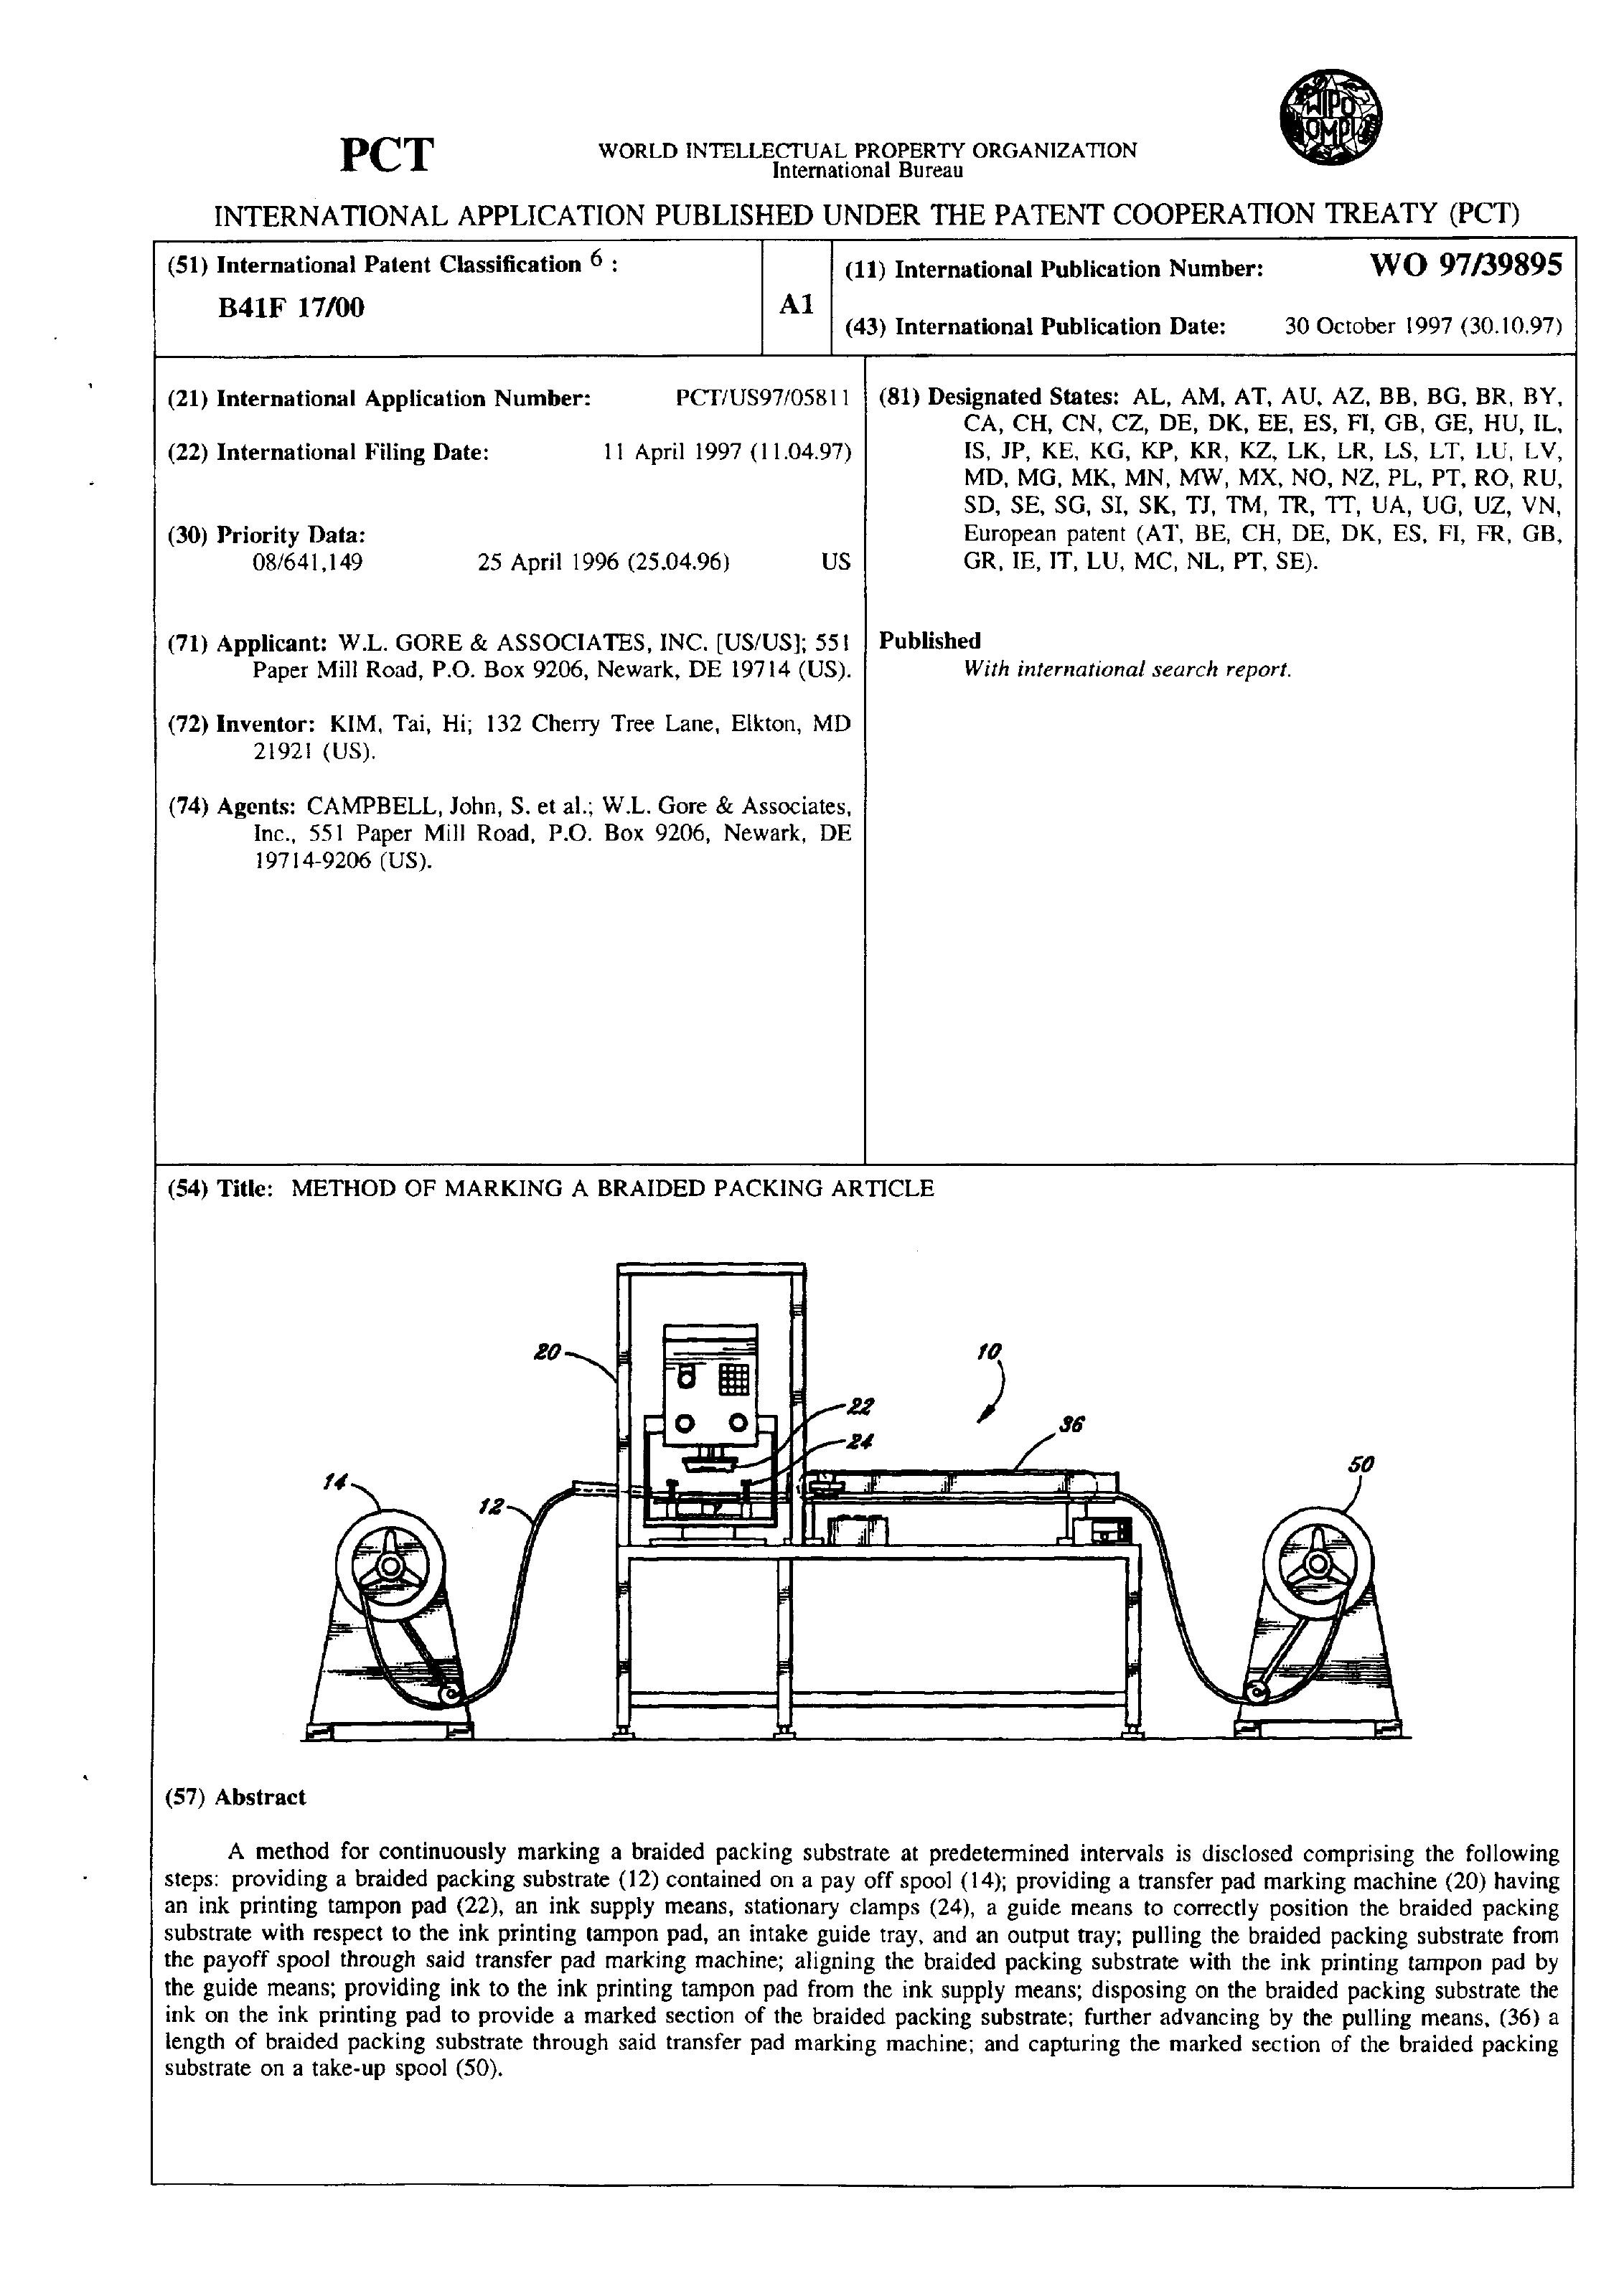 WIPO
OMPI
PCT
WORLD INTELLECTUAL PROPERTY ORGANIZATION
International Bureau
INTERNATIONAL APPLICATION PUBLISHED UNDER THE PATENT COOPERATION TREATY (PCT)
(51) International Patent Classification 6 :
B41F 17/00
A1
(11) International Publication Number: WO 97/39895
(43) International Publication Date: 30 October 1997 (30.10.97)
(21) International Application Number: PCT/US97/05811
(22) International Filing Date: 11 April 1997 (11.04.97)
(30) Priority Data:
08/641,149 25 April 1996 (25.04.96) US
(71) Applicant: W.L. GORE & ASSOCIATES, INC. [US/US]; 551
Paper Mill Road, P.O. Box 9206, Newark, DE 19714 (US).
(72) Inventor: KIM, Tai, Hi; 132 Cherry Tree Lane, Elkton, MD
21921 (US).
(74) Agents: CAMPBELL, John, S. et al.; W.L. Gore & Associates,
Inc., 551 Paper Mill Road, P.O. Box 9206, Newark, DE
19714-9206 (US).
(81) Designated States: AL, AM, AT, AU, AZ, BB, BG, BR, BY,
CA, CH, CN, CZ, DE, DK, EE, ES, FI, GB, GE, HU, IL,
IS, JP, KE, KG, KP, KR, KZ, LK, LR, LS, LT, LU, LV,
MD, MG, MK, MN, MW, MX, NO, NZ, PL, PT, RO, RU,
SD, SE, SG, SI, SK, TJ, TM, TR, TT, UA, UG, UZ, VN,
European patent (AT, BE, CH, DE, DK, ES, FI, FR, GB,
GR, IE, IT, LU, MC, NL, PT, SE).
Published
With international search report.
(54) Title: METHOD OF MARKING A BRAIDED PACKING ARTICLE
20
10
22
36
24
50
14
12
(57) Abstract
A method for continuously marking a braided packing substrate at predetermined intervals is disclosed comprising the following
steps: providing a braided packing substrate (12) contained on a pay off spool (14); providing a transfer pad marking machine (20) having
an ink printing tampon pad (22), an ink supply means, stationary clamps (24), a guide means to correctly position the braided packing
substrate with respect to the ink printing tampon pad, an intake guide tray, and an output tray; pulling the braided packing substrate from
the payoff spool through said transfer pad marking machine; aligning the braided packing substrate with the ink printing tampon pad by
the guide means; providing ink to the ink printing tampon pad from the ink supply means; disposing on the braided packing substrate the
ink on the ink printing pad to provide a marked section of the braided packing substrate; further advancing by the pulling means, (36) a
length of braided packing substrate through said transfer pad marking machine; and capturing the marked section of the braided packing
substrate on a take-up spool (50).